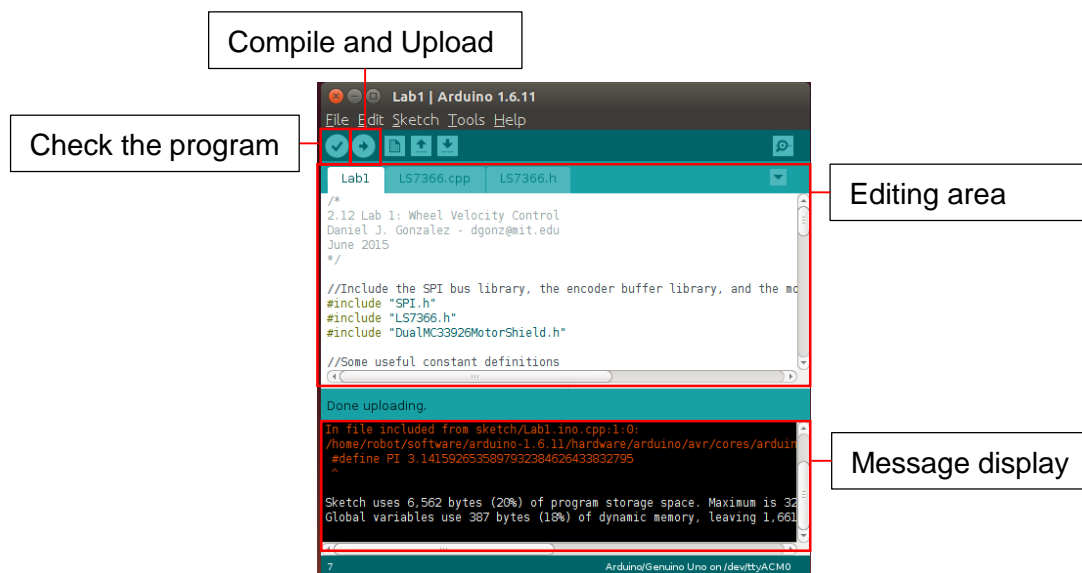 Compile and Upload
Lab1 | Arduino 1.6.11
File Edit Sketch Tools Help
Check the program
Lab1 LS7366.cpp LS7366.h
Editing area
/*
2.12 Lab 1: Wheel Velocity Control
Daniel J. Gonzalez - dgonz@mit.edu
June 2015
*/
//Include the SPI bus library, the encoder buffer library, and the mo
#include "SPI.h"
#include "LS7366.h"
#include "DualMC33926MotorShield.h"
//Some useful constant definitions
Done uploading.
In file included from sketch/Lab1.ino.cpp:1:0:
/home/robot/software/arduino-1.6.11/hardware/arduino/avr/cores/arduin
#define PI 3.1415926535897932384626433832795
^
Message display
Sketch uses 6,562 bytes (20%) of program storage space. Maximum is 32
Global variables use 387 bytes (18%) of dynamic memory, leaving 1,661
7 Arduino/Genuino Uno on /dev/ttyACM0